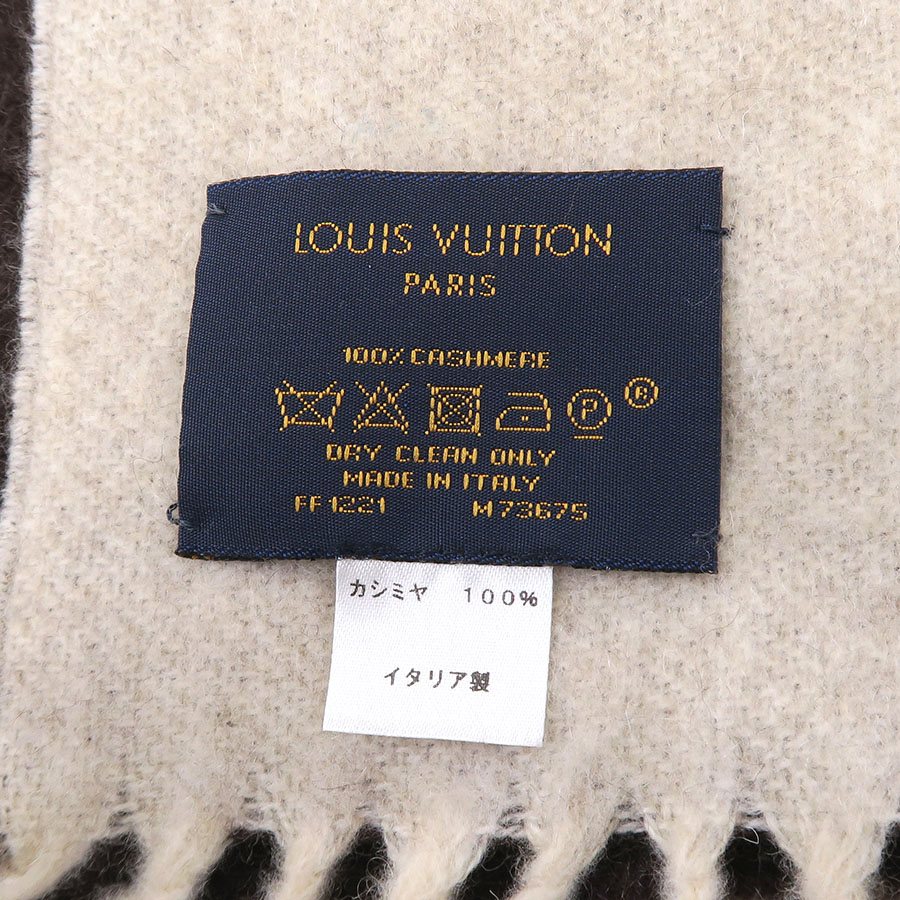 LOUIS VUITTON
PARIS
100% CASHMERE
P ®
DRY CLEAN ONLY
MADE IN ITALY
FF1221 M73675
カシミヤ 100%
イタリア製